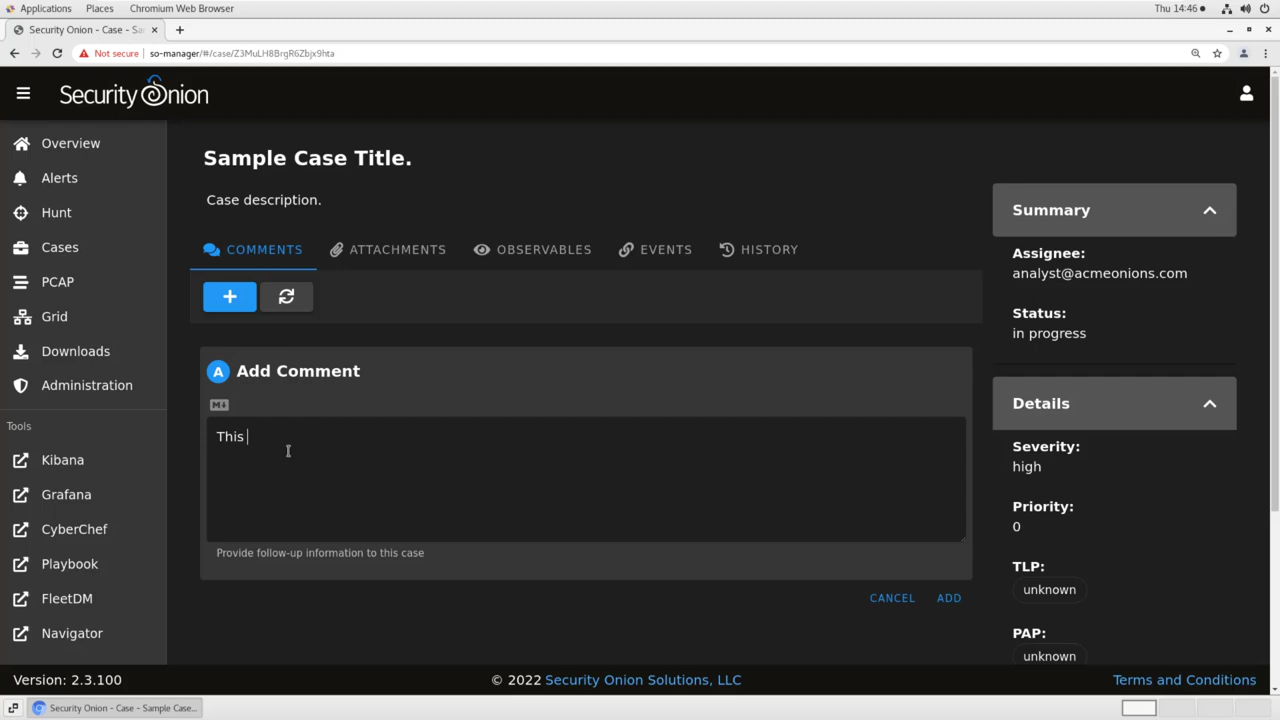 Applications Places Chromium Web Browser Thu 14:46
Security Onion - Case - Sa
Not secure so-manager/#/case/Z3MuLH8BrgR6Zbjx9hta
Security Onion
Overview
Alerts
Hunt
Cases
PCAP
Grid
Downloads
Administration
Tools
Kibana
Grafana
CyberChef
Playbook
FleetDM
Navigator
Sample Case Title.
Case description.
COMMENTS ATTACHMENTS OBSERVABLES EVENTS HISTORY
+
A Add Comment
M
This
Provide follow-up information to this case
CANCEL ADD
Summary
Assignee:
analyst@acmeonions.com
Status:
in progress
Details
Severity:
high
Priority:
0
TLP:
unknown
PAP:
unknown
Version: 2.3.100 © 2022 Security Onion Solutions, LLC Terms and Conditions
Security Onion - Case - Sample Case...